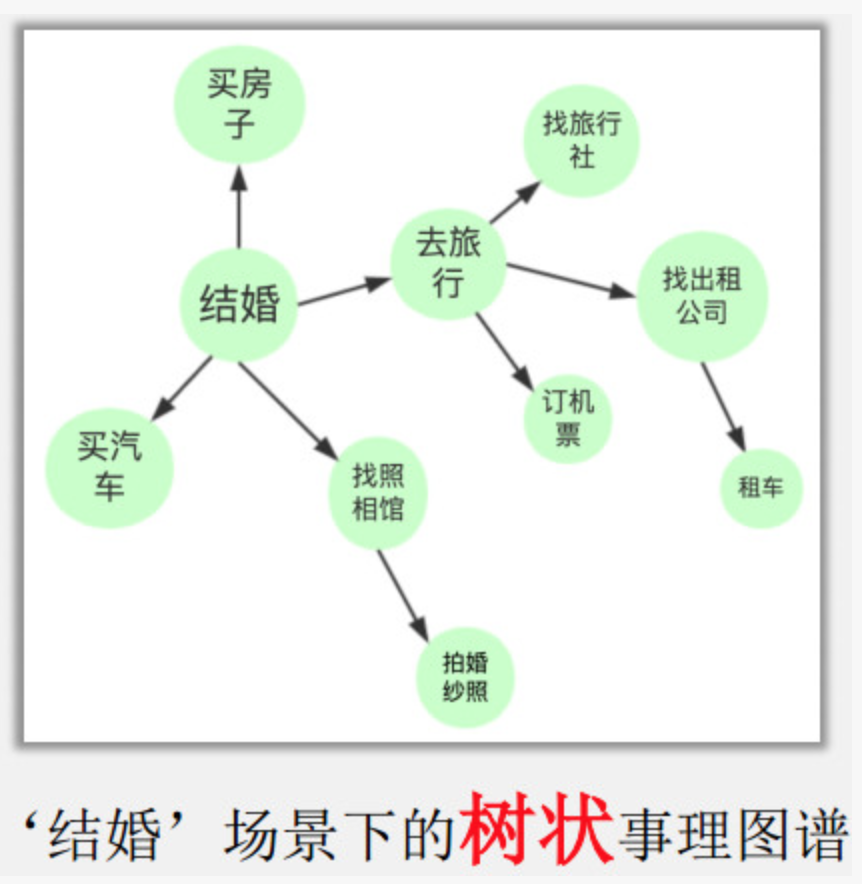 买房
子
找旅行
社
去旅
行
找出租
公司
结婚
订机
票
买汽
车
找照
相馆
租车
拍婚
纱照
‘结婚’场景下的树状事理图谱